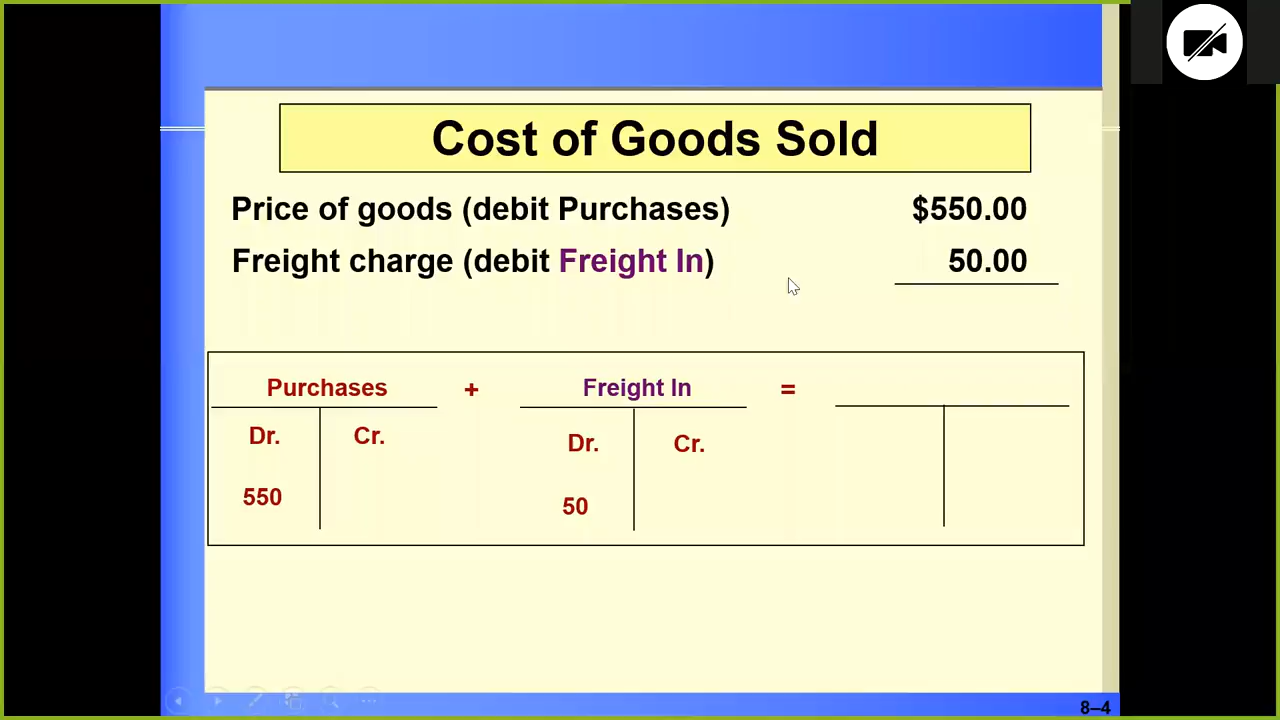 Cost of Goods Sold
Price of goods (debit Purchases) $550.00
Freight charge (debit Freight In) 50.00
Purchases + Freight In =
Dr. Cr. Dr. Cr.
550 50
8–4